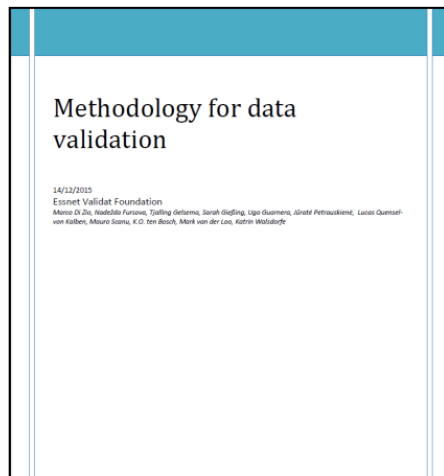 Methodology for data
validation
14/12/2015
Essnet Validat Foundation
Marco Di Zio, Nadežda Fursova, Tjalling Gelsema, Sarah Gießing, Ugo Guarnera, Jūratė Petrauskienė, Lucas Quensel-
von Kalben, Mauro Scanu, K.O. ten Bosch, Mark van der Loo, Katrin Walsdorfe